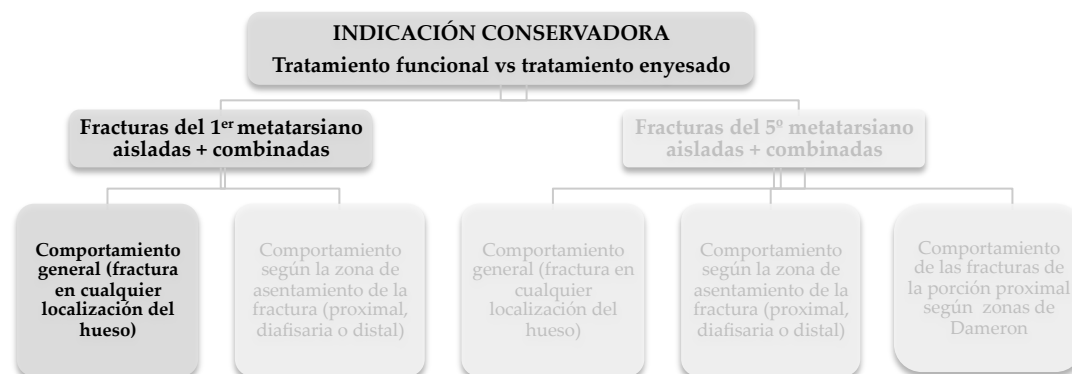 INDICACIÓN CONSERVADORA
Tratamiento funcional vs tratamiento enyesado
Fracturas del 1er metatarsiano
aisladas + combinadas
Fracturas del 5º metatarsiano
aisladas + combinadas
Comportamiento
general (fractura
en cualquier
localización del
hueso)
Comportamiento
según la zona de
asentamiento de la
fractura (proximal,
diafisaria o distal)
Comportamiento
general (fractura en
cualquier
localización del
hueso)
Comportamiento
según la zona de
asentamiento de la
fractura (proximal,
diafisaria o distal)
Comportamiento
de las fracturas de
la porción proximal
según zonas de
Dameron